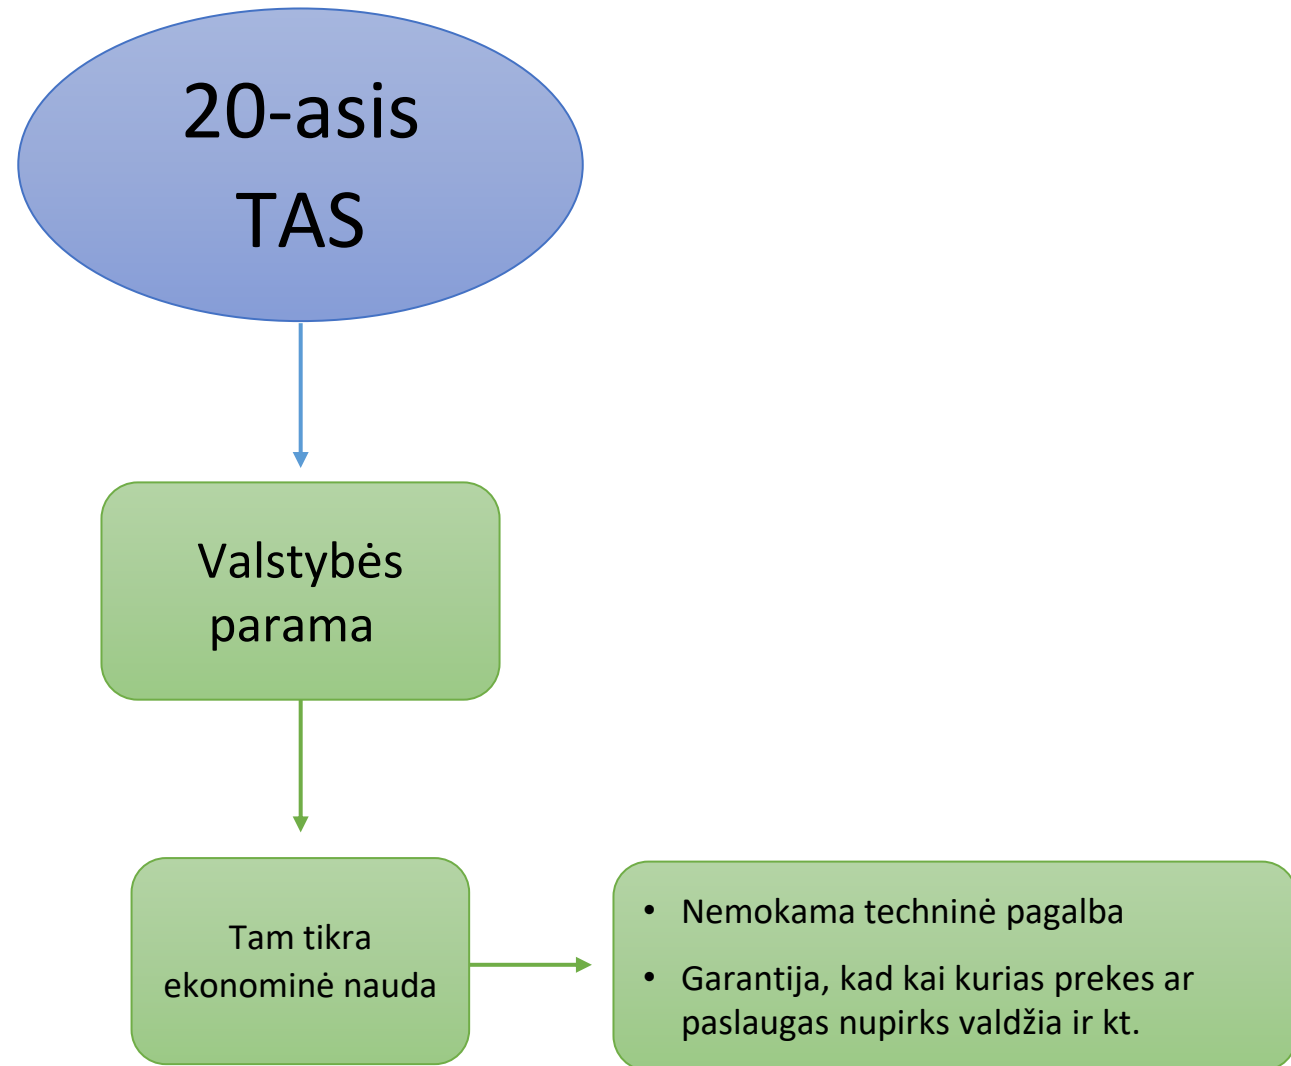 20-asis
TAS
Valstybės
parama
Tam tikra
ekonominė nauda
• Nemokama techninė pagalba
• Garantija, kad kai kurias prekes ar
paslaugas nupirks valdžia ir kt.